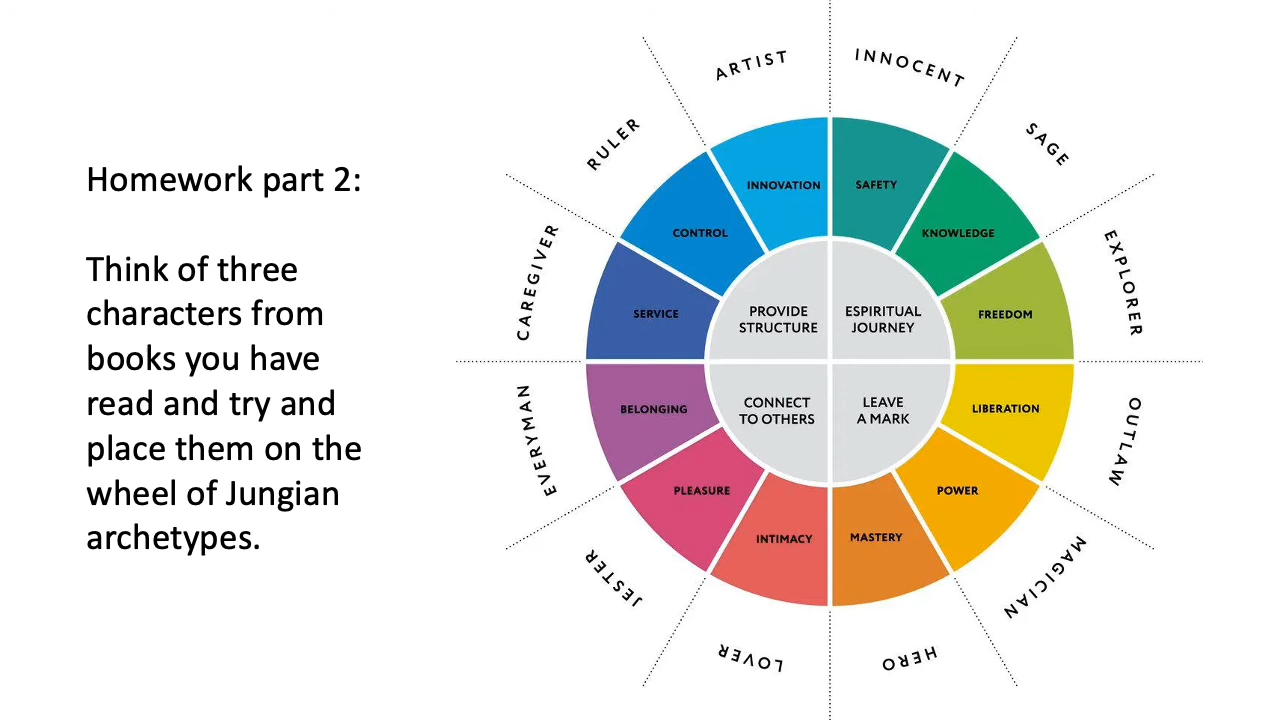 Homework part 2:
Think of three
characters from
books you have
read and try and
place them on the
wheel of Jungian
archetypes.
ARTIST
INNOCENT
RULER
SAGE
CAREGIVER
EXPLORER
EVERYMAN
OUTLAW
JESTER
MAGICIAN
LOVER
HERO
INNOVATION
SAFETY
CONTROL
KNOWLEDGE
SERVICE
FREEDOM
BELONGING
LIBERATION
PLEASURE
POWER
INTIMACY
MASTERY
PROVIDE
STRUCTURE
ESPIRITUAL
JOURNEY
CONNECT
TO OTHERS
LEAVE
A MARK